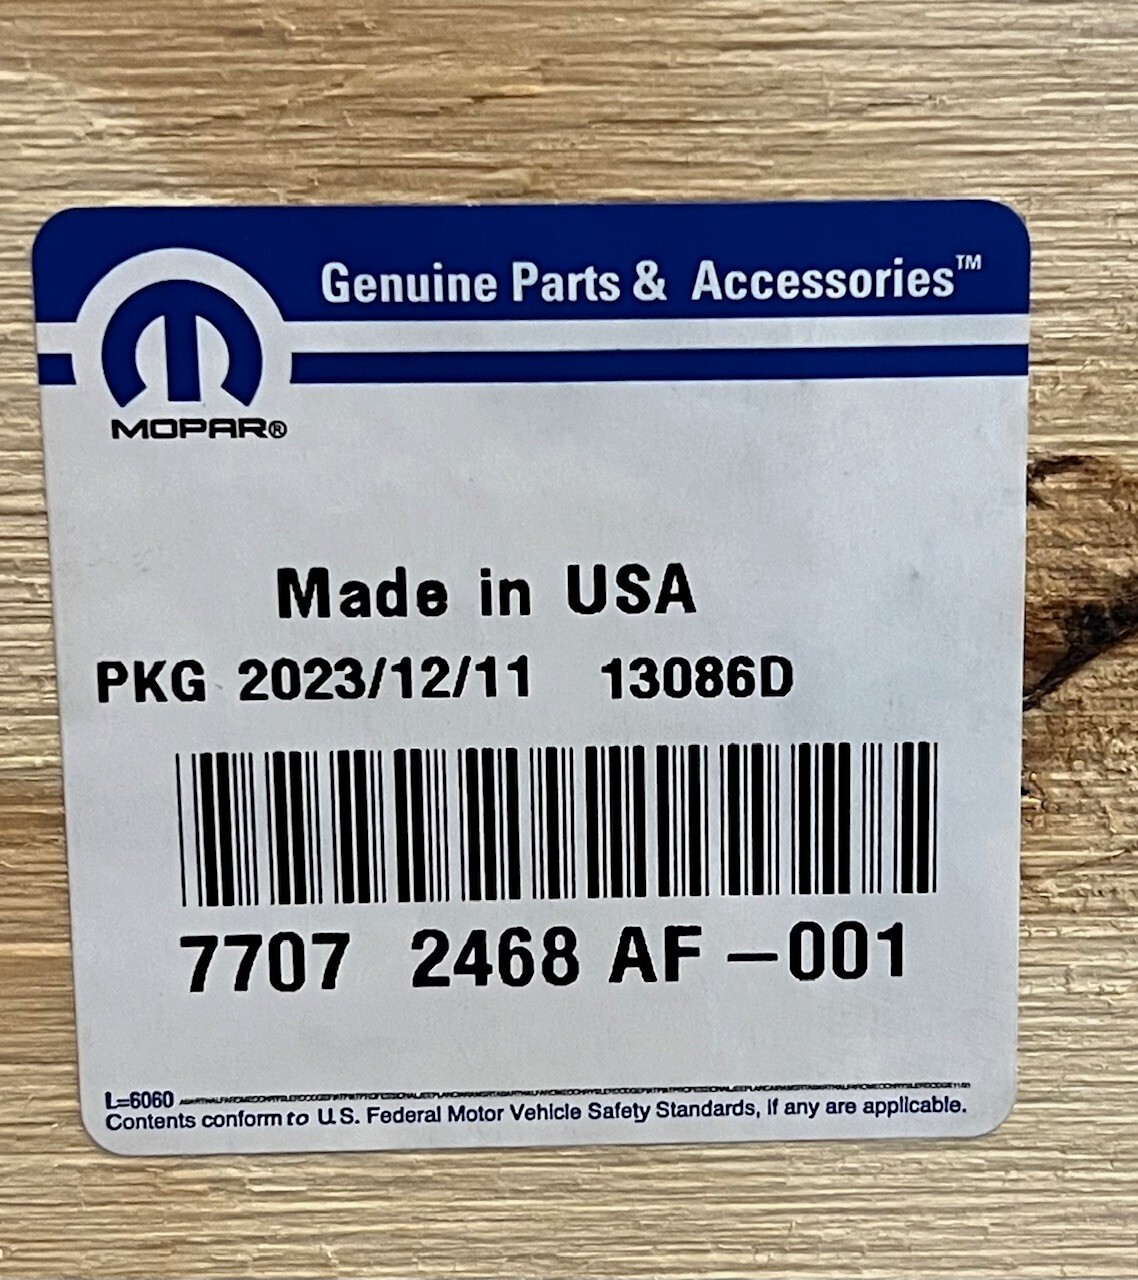 Genuine Parts & Accessories™
MOPAR®
Made in USA
PKG 2023/12/11 13086D
7707 2468 AF -001
L=6060
Contents conform to U.S. Federal Motor Vehicle Safety Standards, If any are applicable.